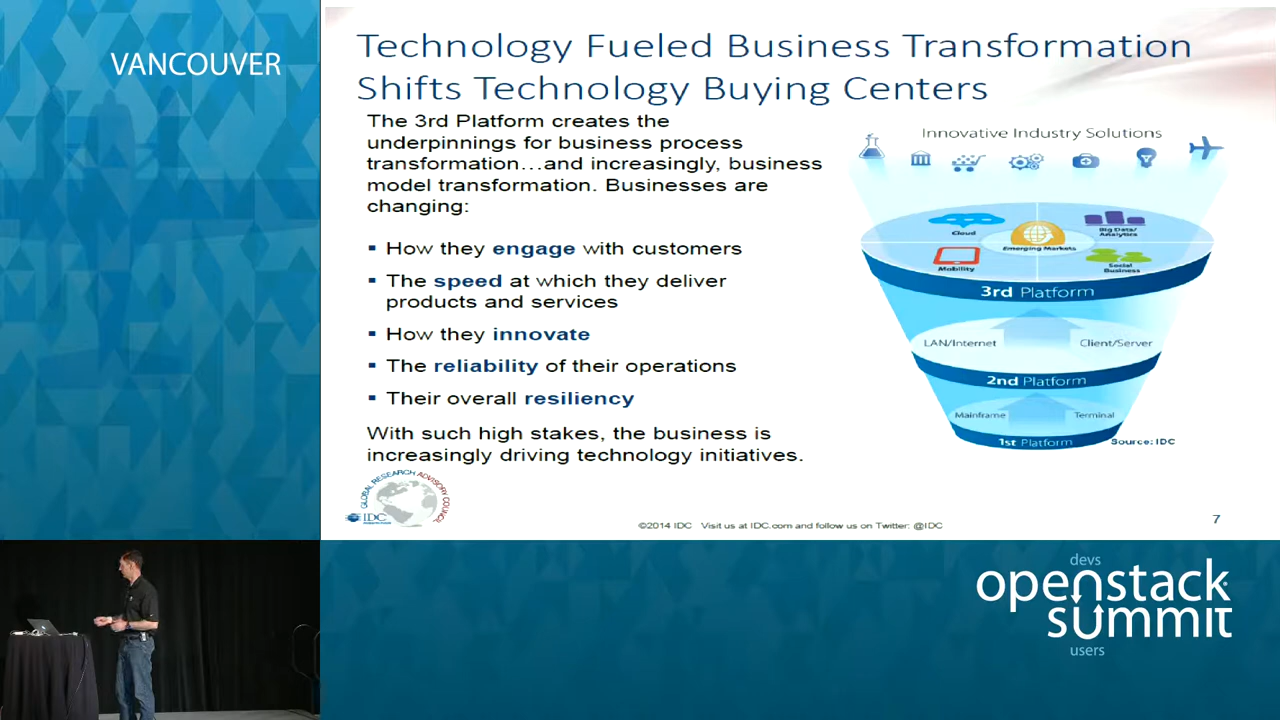 VANCOUVER
Technology Fueled Business Transformation
Shifts Technology Buying Centers
The 3rd Platform creates the
underpinnings for business process
transformation…and increasingly, business
model transformation. Businesses are
changing:
▪ How they engage with customers
▪ The speed at which they deliver
products and services
▪ How they innovate
▪ The reliability of their operations
▪ Their overall resiliency
With such high stakes, the business is
increasingly driving technology initiatives.
Innovative Industry Solutions
Cloud
Big Data/
Analytics
Emerging Markets
Mobility
Social
Business
3rd Platform
LAN/Internet
Client/Server
2nd Platform
Mainframe
Terminal
1st Platform
Source: IDC
GLOBAL RESEARCH ADVISORY COUNCIL
IDC
©2014 IDC Visit us at IDC.com and follow us on Twitter: @IDC
7
devs
openstack
summit
users